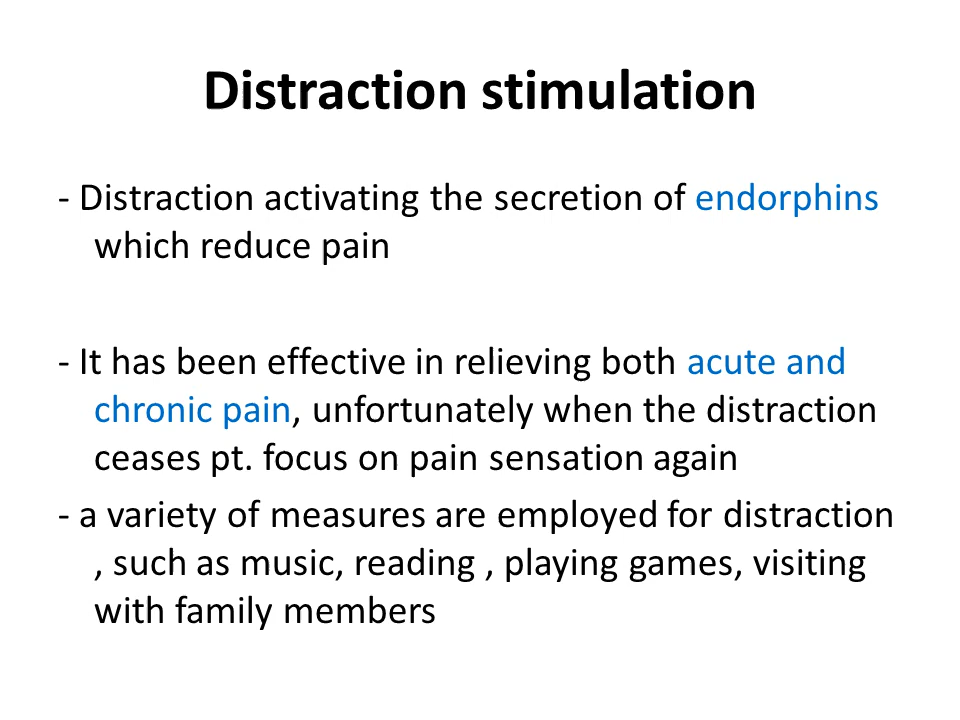 Distraction stimulation
- Distraction activating the secretion of endorphins
which reduce pain
- It has been effective in relieving both acute and
chronic pain, unfortunately when the distraction
ceases pt. focus on pain sensation again
- a variety of measures are employed for distraction
, such as music, reading , playing games, visiting
with family members